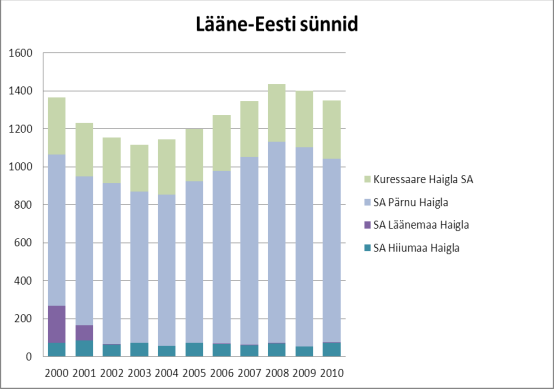 Lääne-Eesti sünnid
1600
1400
1200
1000
800
600
400
200
0
2000 2001 2002 2003 2004 2005 2006 2007 2008 2009 2010
Kuressaare Haigla SA
SA Pärnu Haigla
SA Läänemaa Haigla
SA Hiiumaa Haigla